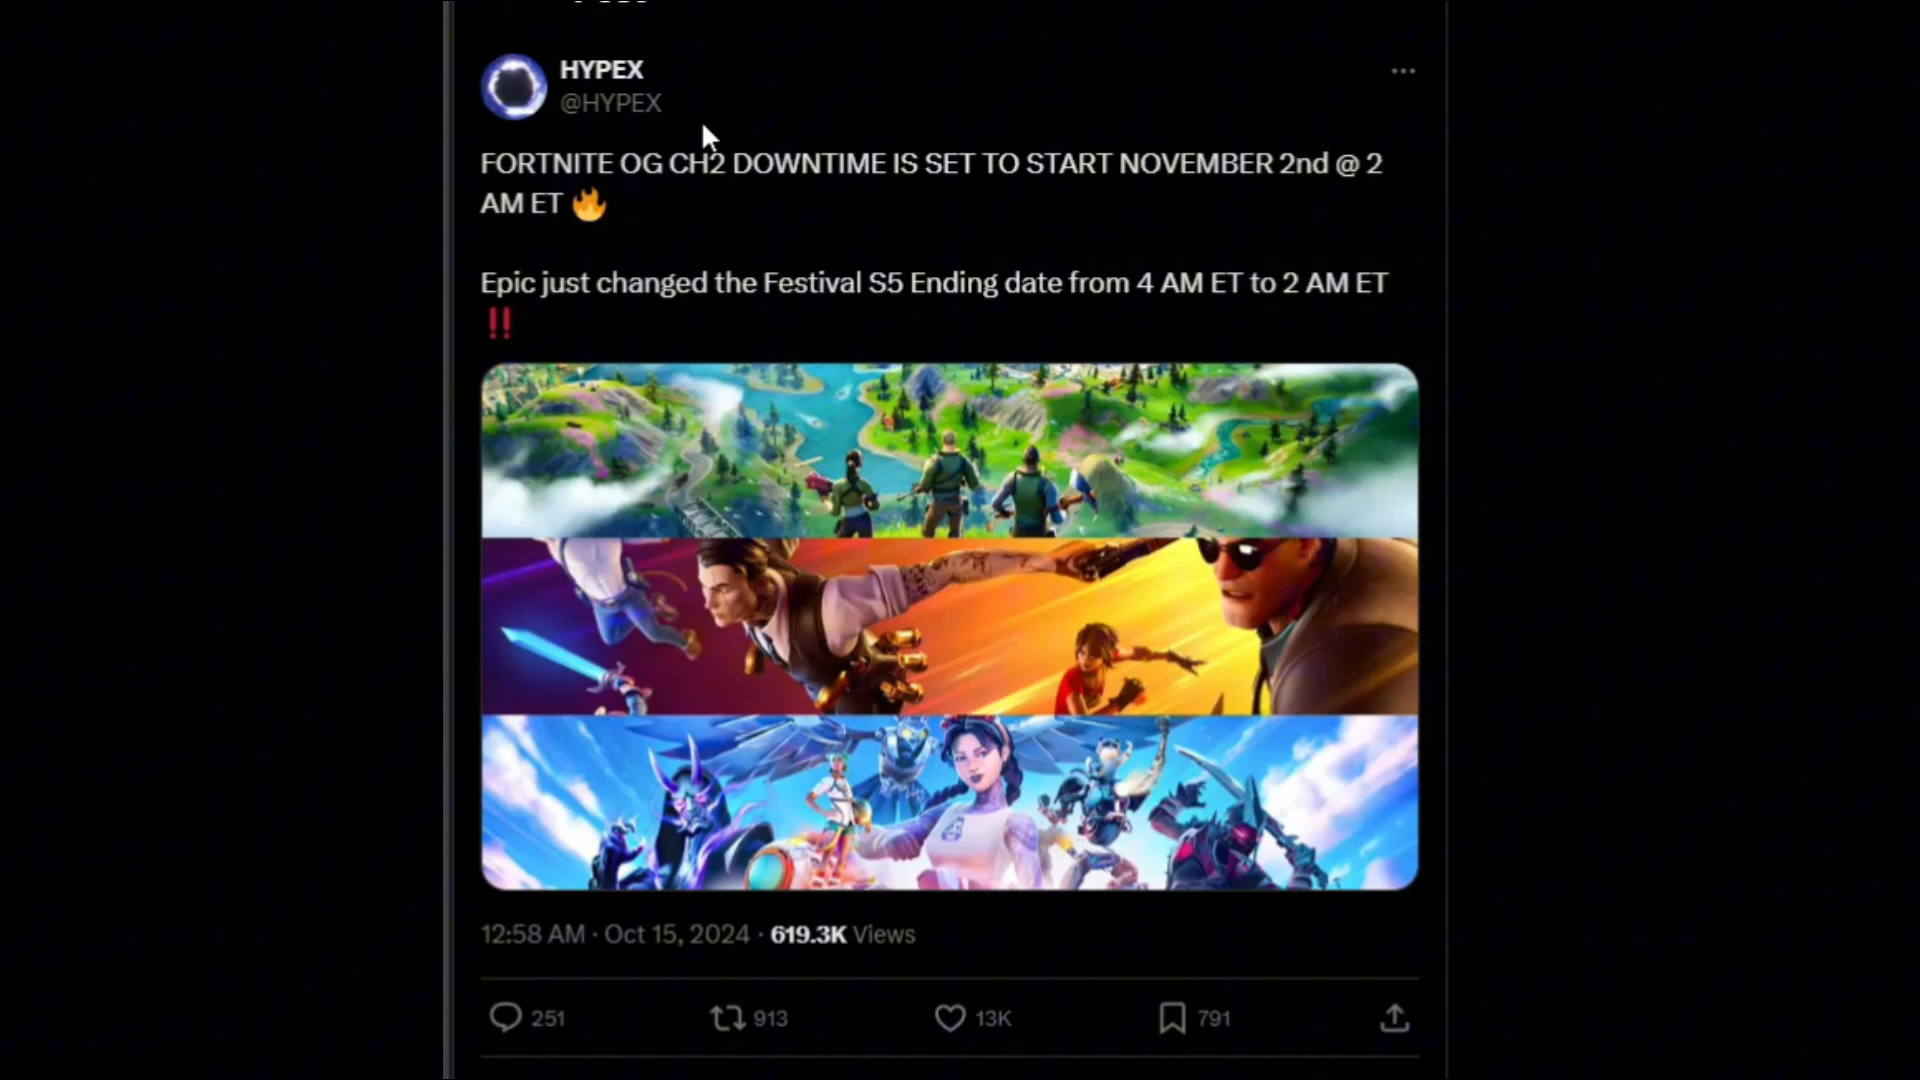 HYPEX
@HYPEX
FORTNITE OG CH2 DOWNTIME IS SET TO START NOVEMBER 2nd @ 2
AM ET 🔥
Epic just changed the Festival S5 Ending date from 4 AM ET to 2 AM ET
‼️
12:58 AM · Oct 15, 2024 · 619.3K Views
251 913 13K 791